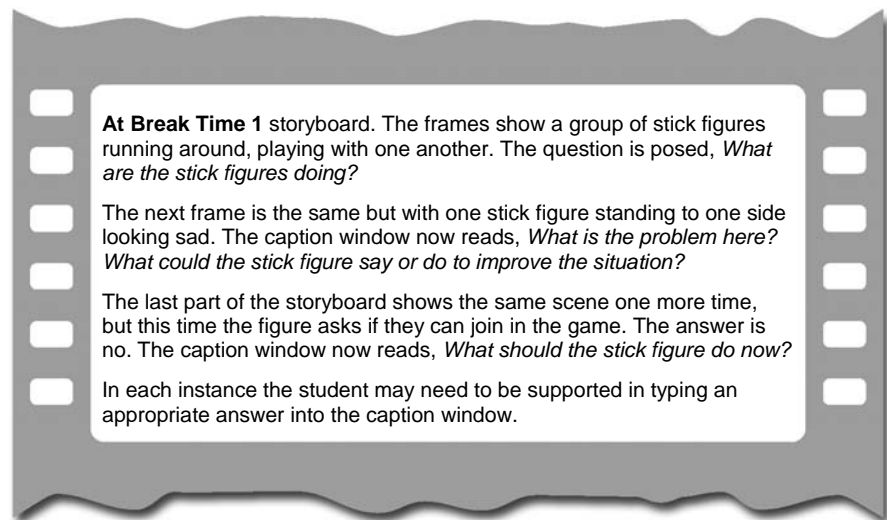 At Break Time 1 storyboard. The frames show a group of stick figures
running around, playing with one another. The question is posed, What
are the stick figures doing?
The next frame is the same but with one stick figure standing to one side
looking sad. The caption window now reads, What is the problem here?
What could the stick figure say or do to improve the situation?
The last part of the storyboard shows the same scene one more time,
but this time the figure asks if they can join in the game. The answer is
no. The caption window now reads, What should the stick figure do now?
In each instance the student may need to be supported in typing an
appropriate answer into the caption window.